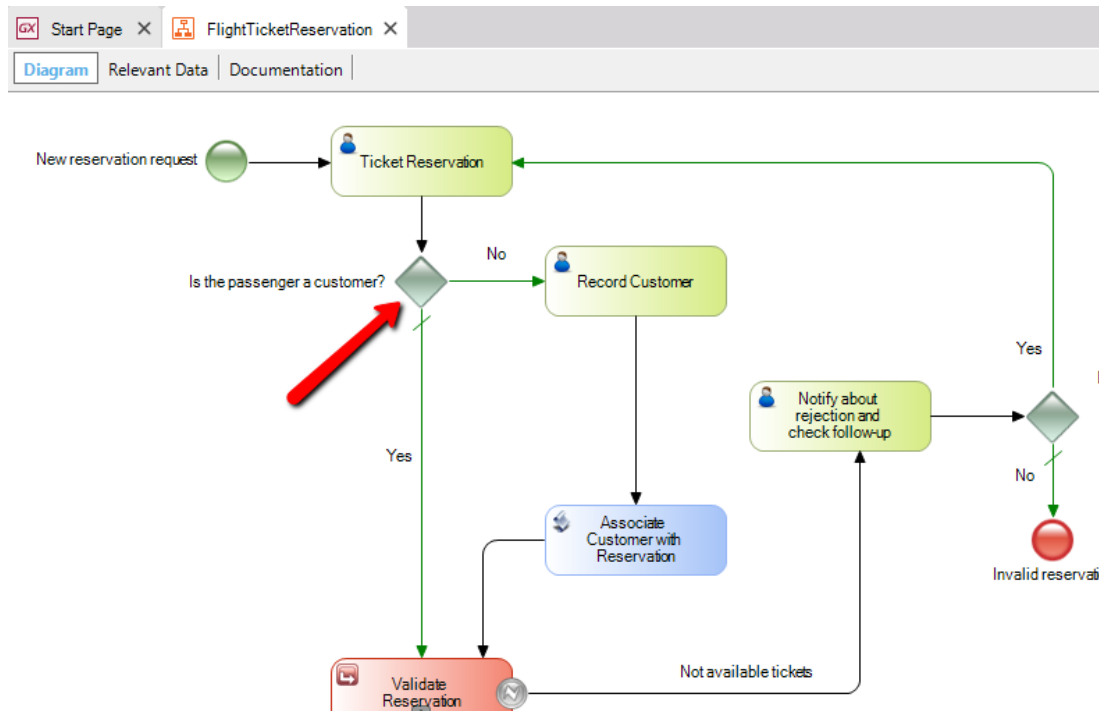 GX Start Page
FlightTicketReservation
Diagram
Relevant Data
Documentation
New reservation request
Ticket Reservation
Is the passenger a customer?
No
Record Customer
Yes
Notify about
rejection and
check follow-up
Yes
No
Associate
Customer with
Reservation
Invalid reservati
Not available tickets
Validate
Reservation